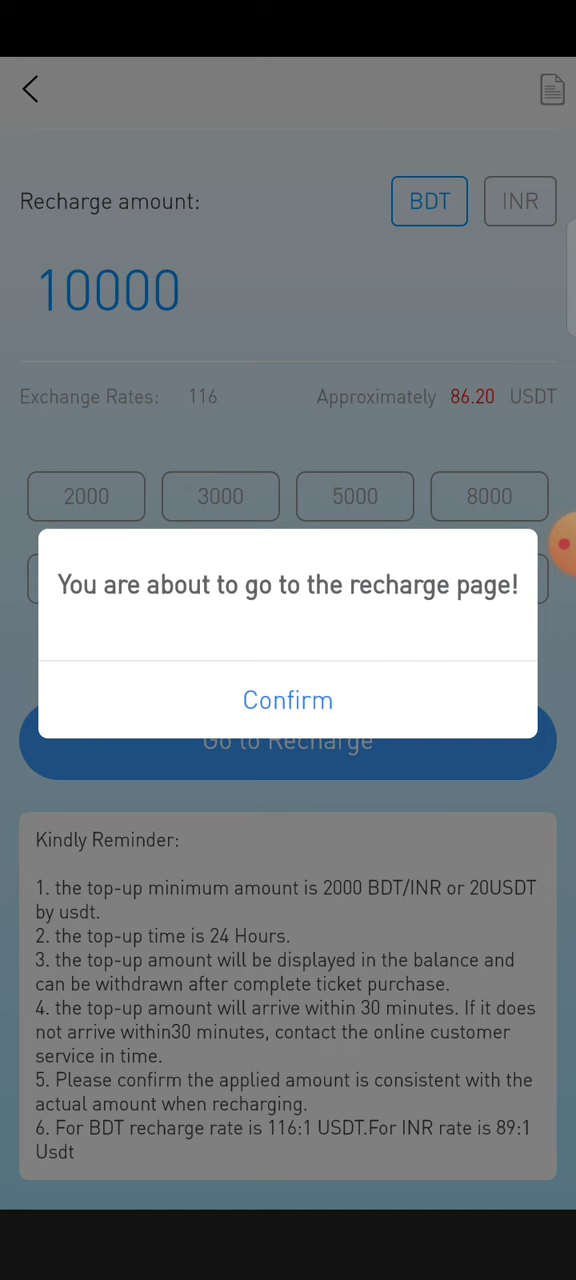 Recharge amount:
BDT
INR
10000
Exchange Rates: 116
Approximately 86.20 USDT
2000
3000
5000
8000
You are about to go to the recharge page!
Confirm
Go to Recharge
Kindly Reminder:
1. the top-up minimum amount is 2000 BDT/INR or 20USDT
by usdt.
2. the top-up time is 24 Hours.
3. the top-up amount will be displayed in the balance and
can be withdrawn after complete ticket purchase.
4. the top-up amount will arrive within 30 minutes. If it does
not arrive within30 minutes, contact the online customer
service in time.
5. Please confirm the applied amount is consistent with the
actual amount when recharging.
6. For BDT recharge rate is 116:1 USDT.For INR rate is 89:1
Usdt